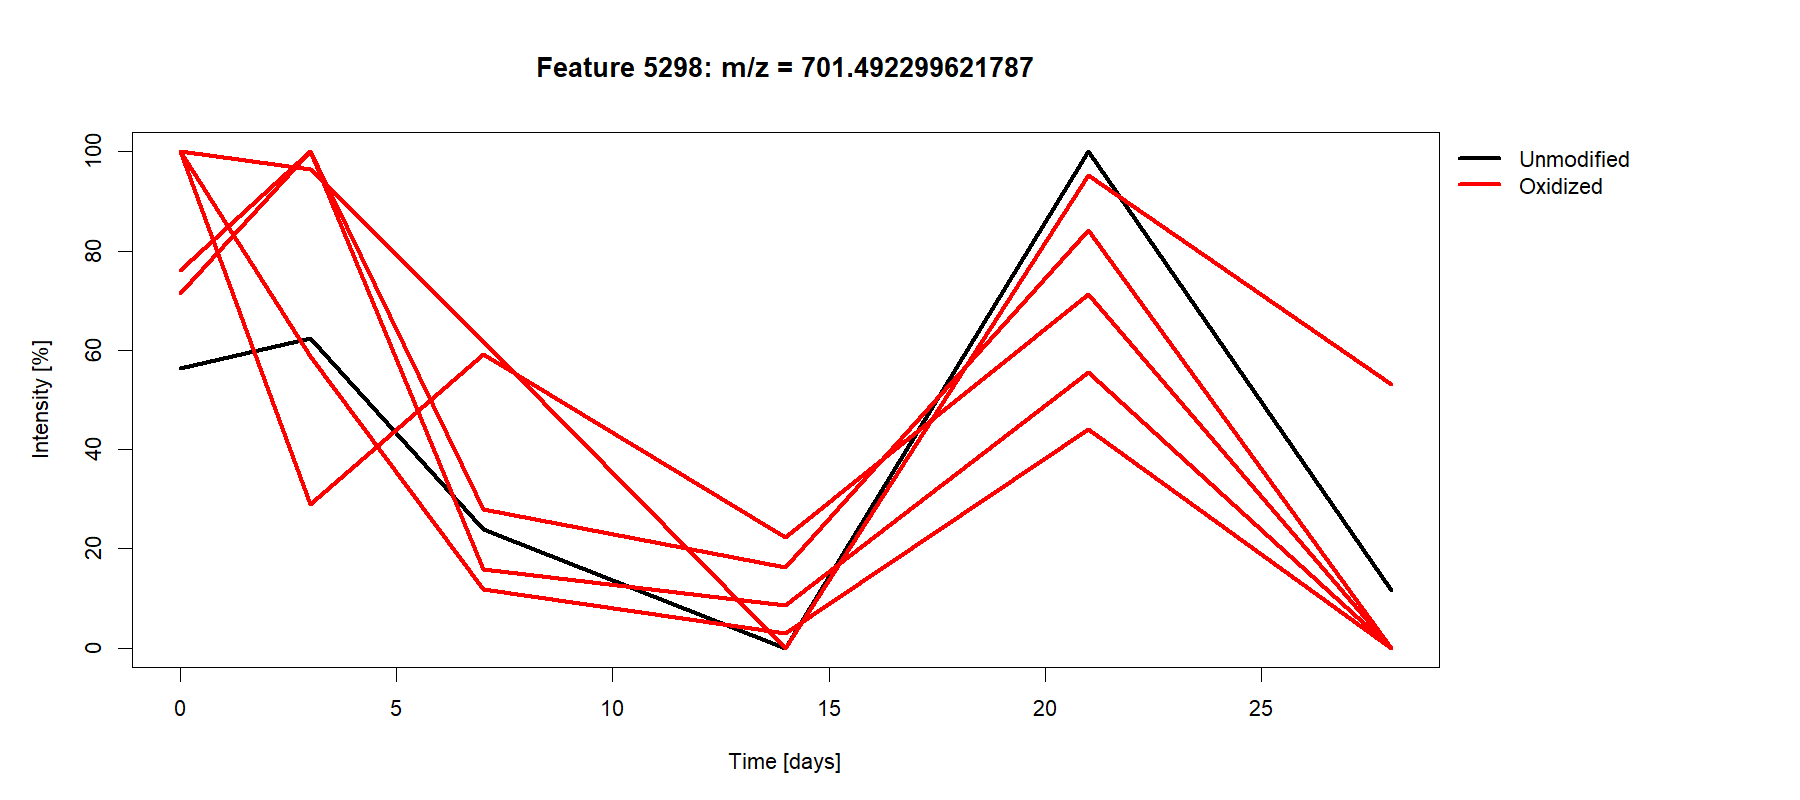 Feature 5298: m/z = 701.492299621787
Unmodified
Oxidized
Intensity [%]
100
80
60
40
20
0
0 5 10 15 20 25
Time [days]